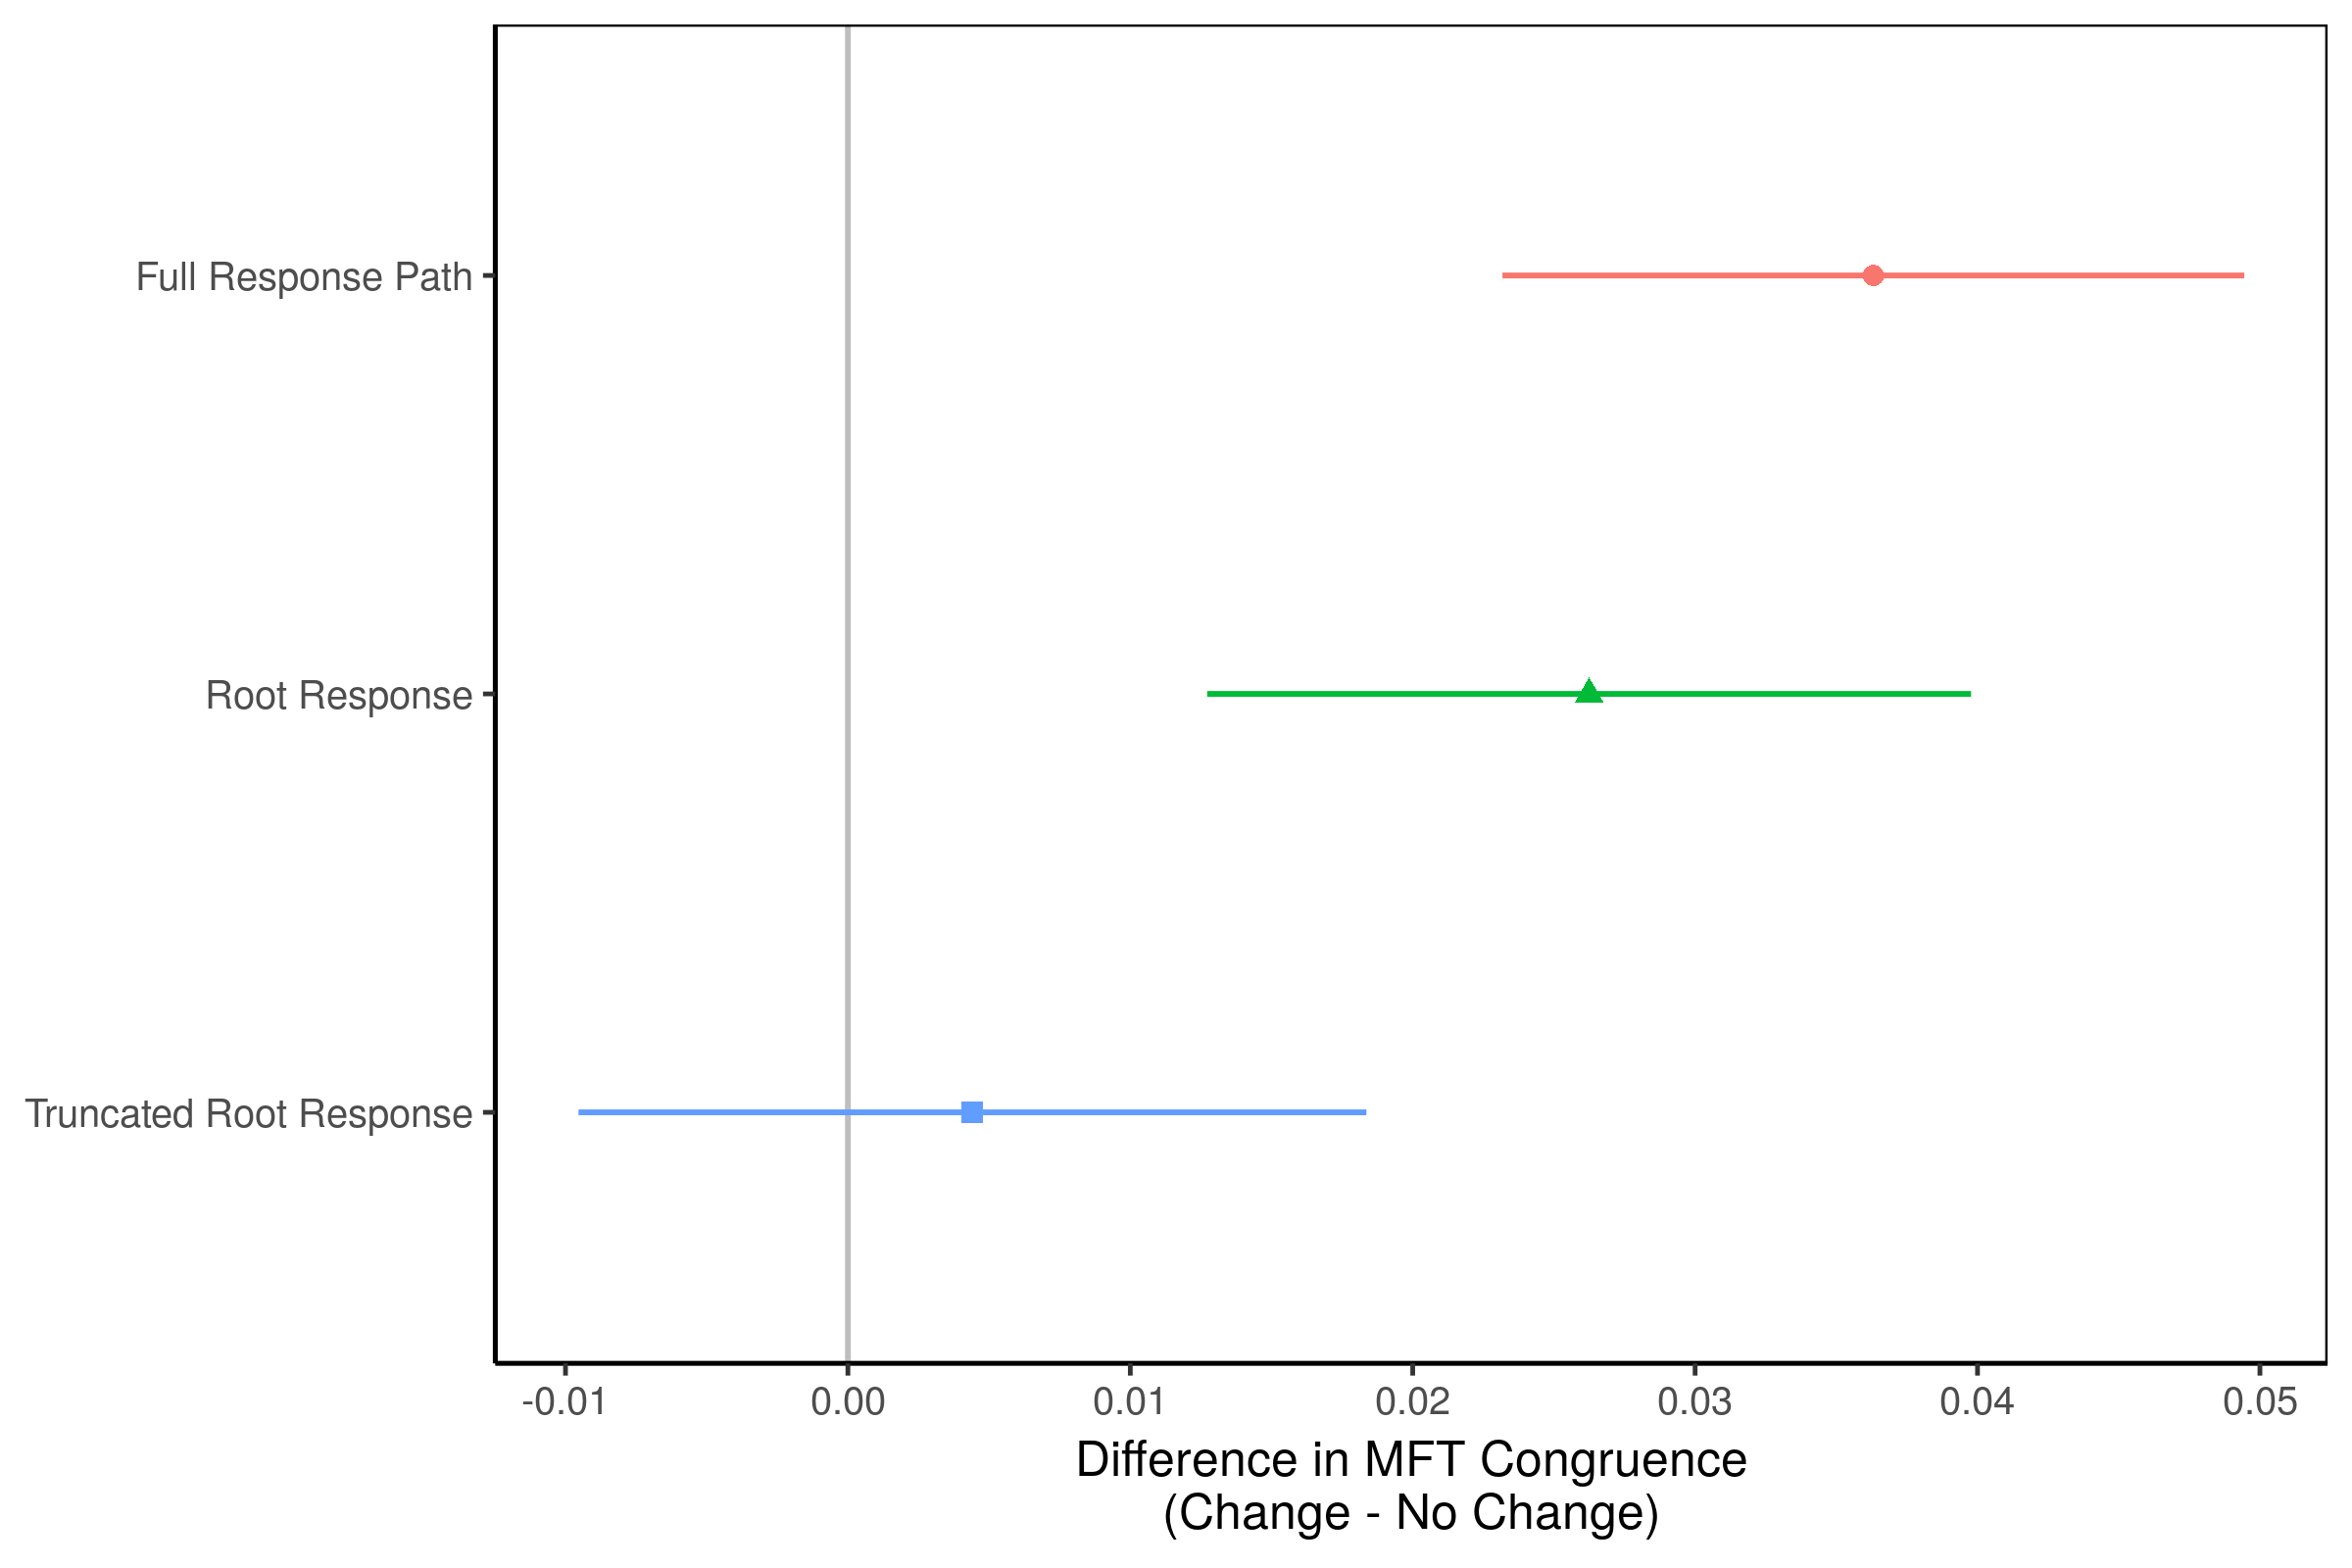 Full Response Path
Root Response
Truncated Root Response
-0.01 0.00 0.01 0.02 0.03 0.04 0.05
Difference in MFT Congruence
(Change - No Change)